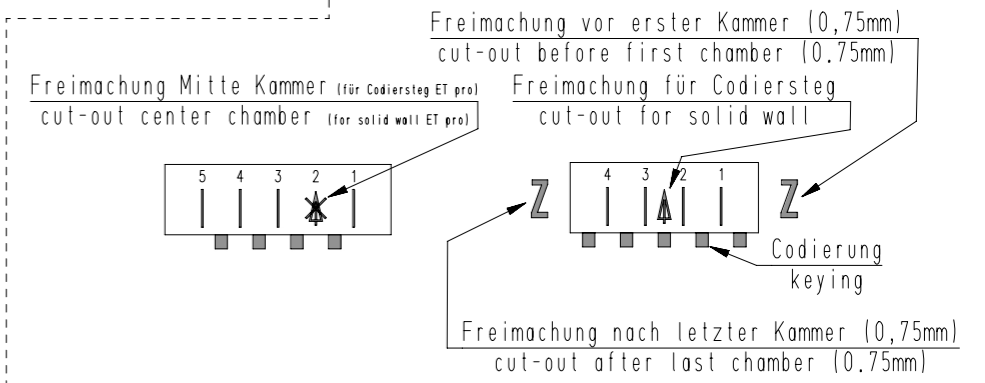 Freimachung vor erster Kammer (0,75mm)
cut-out before first chamber (0.75mm)
Freimachung Mitte Kammer (für Codiersteg ET pro)
cut-out center chamber (for solid wall ET pro)
Freimachung für Codiersteg
cut-out for solid wall
5 4 3 2 1
Z 4 3 2 1 Z
Codierung
keying
Freimachung nach letzter Kammer (0,75mm)
cut-out after last chamber (0.75mm)